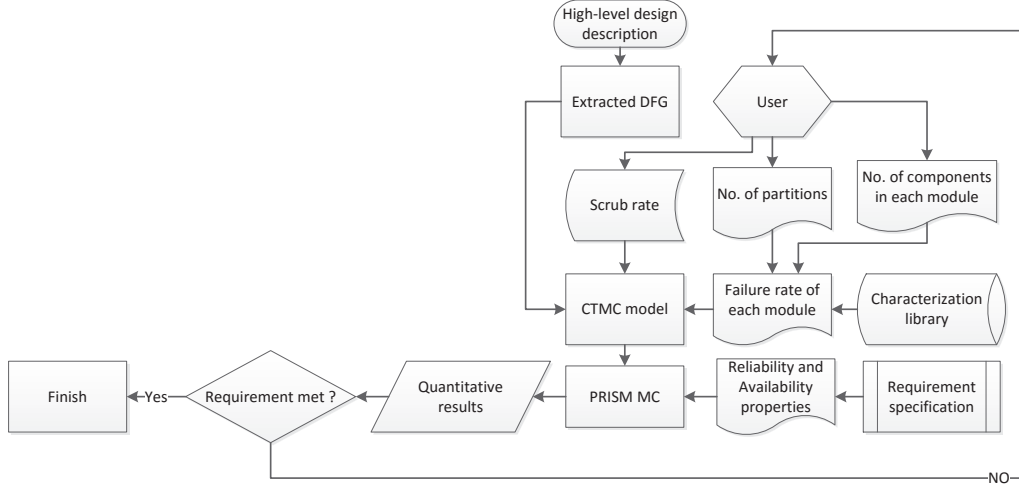 High-level design
description
Extracted DFG
User
Scrub rate
No. of partitions
No. of components
in each module
CTMC model
Failure rate of
each module
Characterization
library
Finish
Yes
Requirement met ?
Quantitative
results
PRISM MC
Reliability and
Availability
properties
Requirement
specification
NO